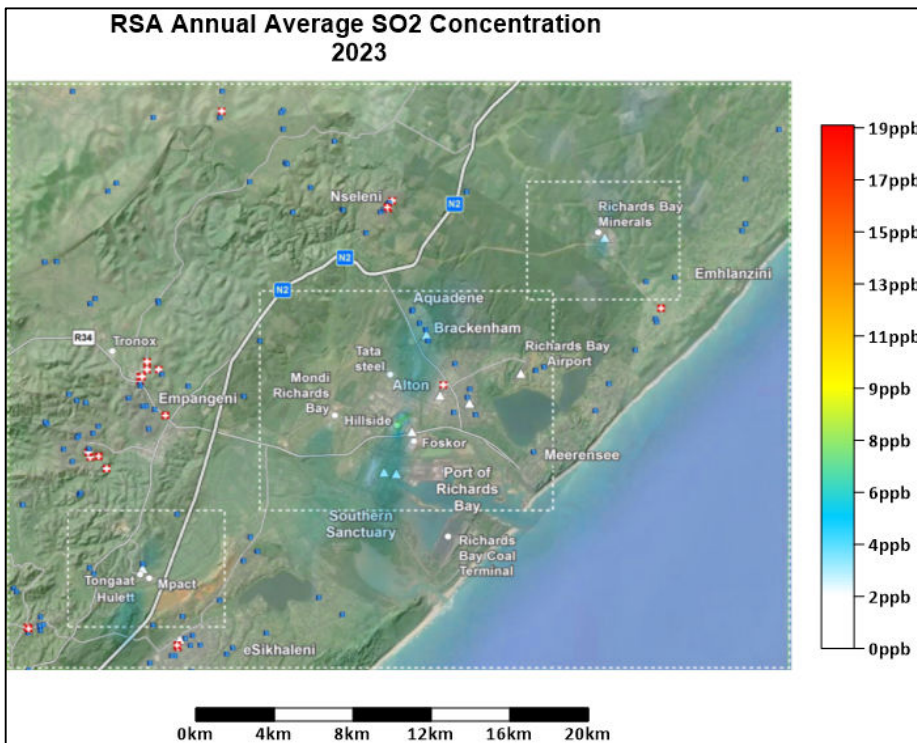 RSA Annual Average SO2 Concentration
2023
Nseleni
N2
Richards Bay
Minerals
N2
Emhlanzini
N2
Aquadene
Brackenham
R34
Tronox
Tata
steel
Richards Bay
Airport
Mondi
Richards
Bay
Alton
Empangeni
Hillside
Foskor
Meerensee
Port of
Richards
Bay
Southern
Sanctuary
Richards
Bay Coal
Terminal
Tongaat
Hulett
Mpact
eSikhaleni
19ppb
17ppb
15ppb
13ppb
11ppb
9ppb
8ppb
6ppb
4ppb
2ppb
0ppb
0km
4km
8km
12km
16km
20km